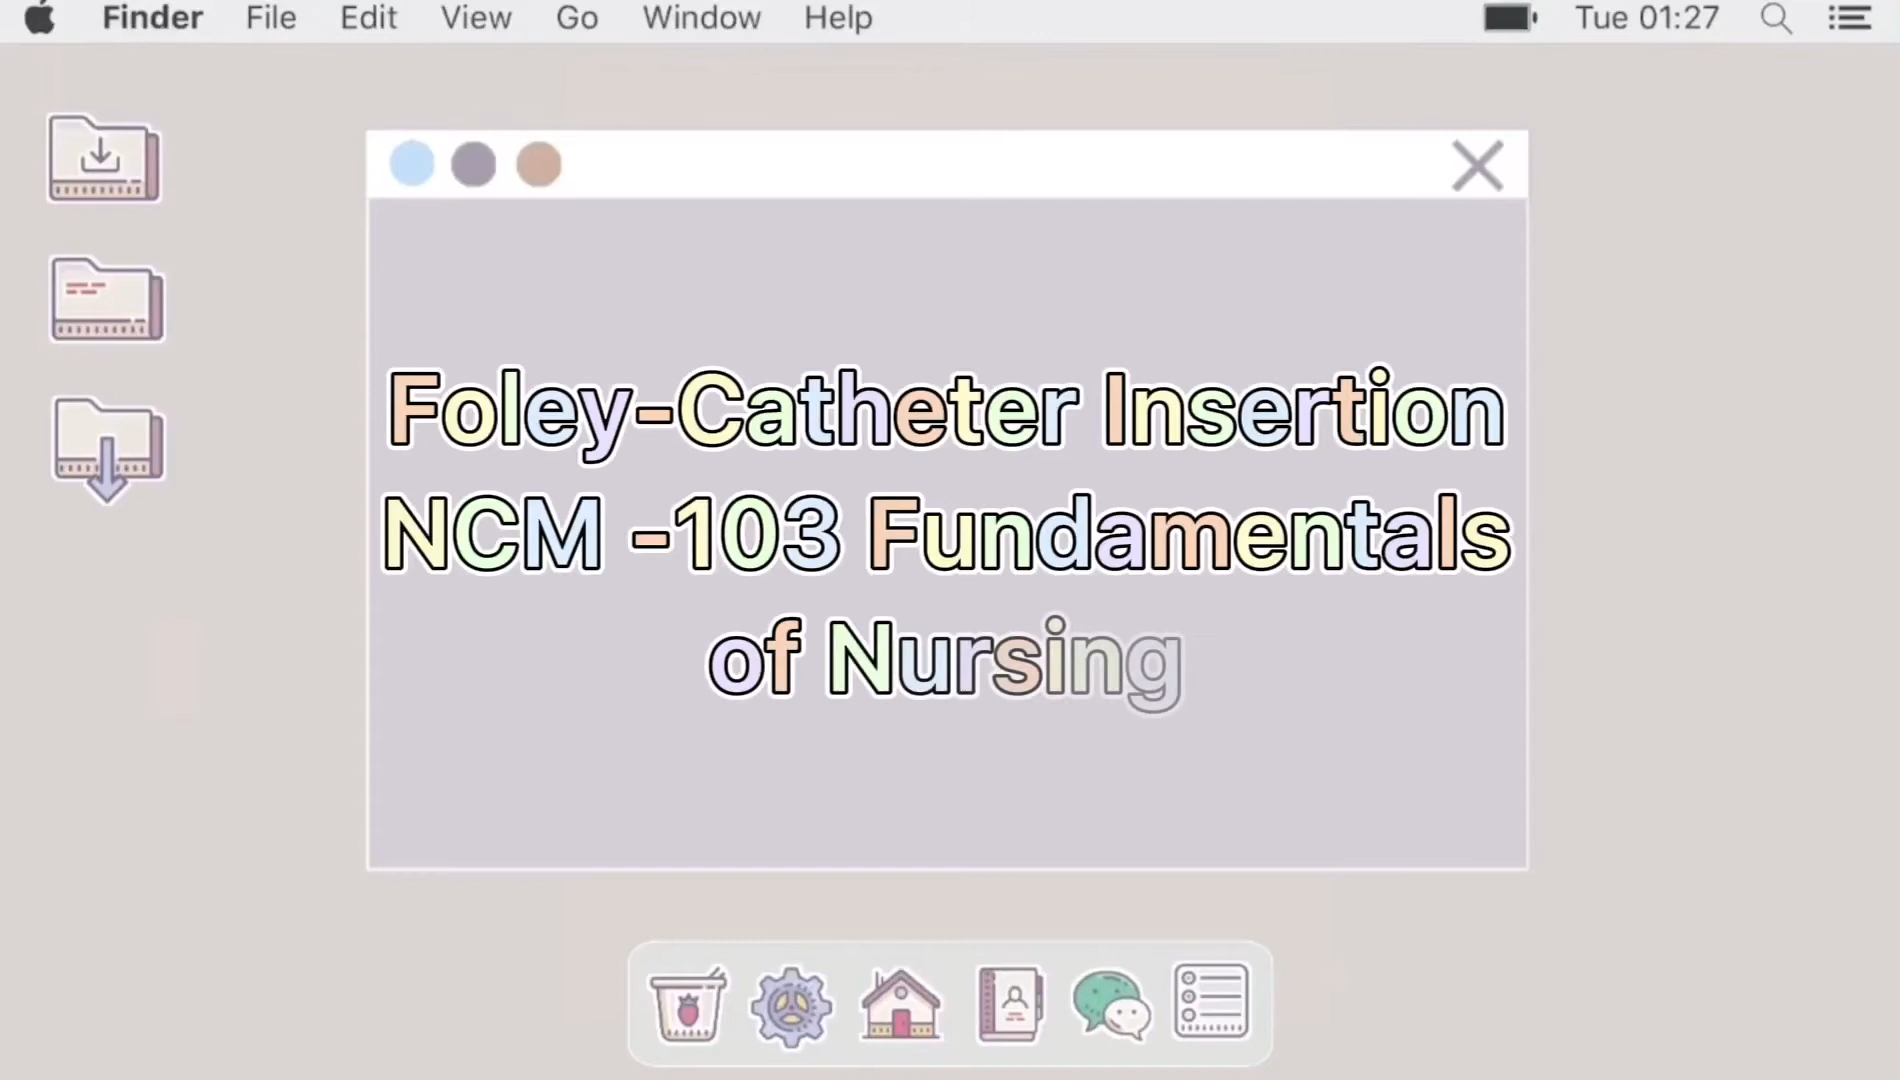 Finder File Edit View Go Window Help Tue 01:27
Foley-Catheter Insertion
NCM -103 Fundamentals
of Nursing